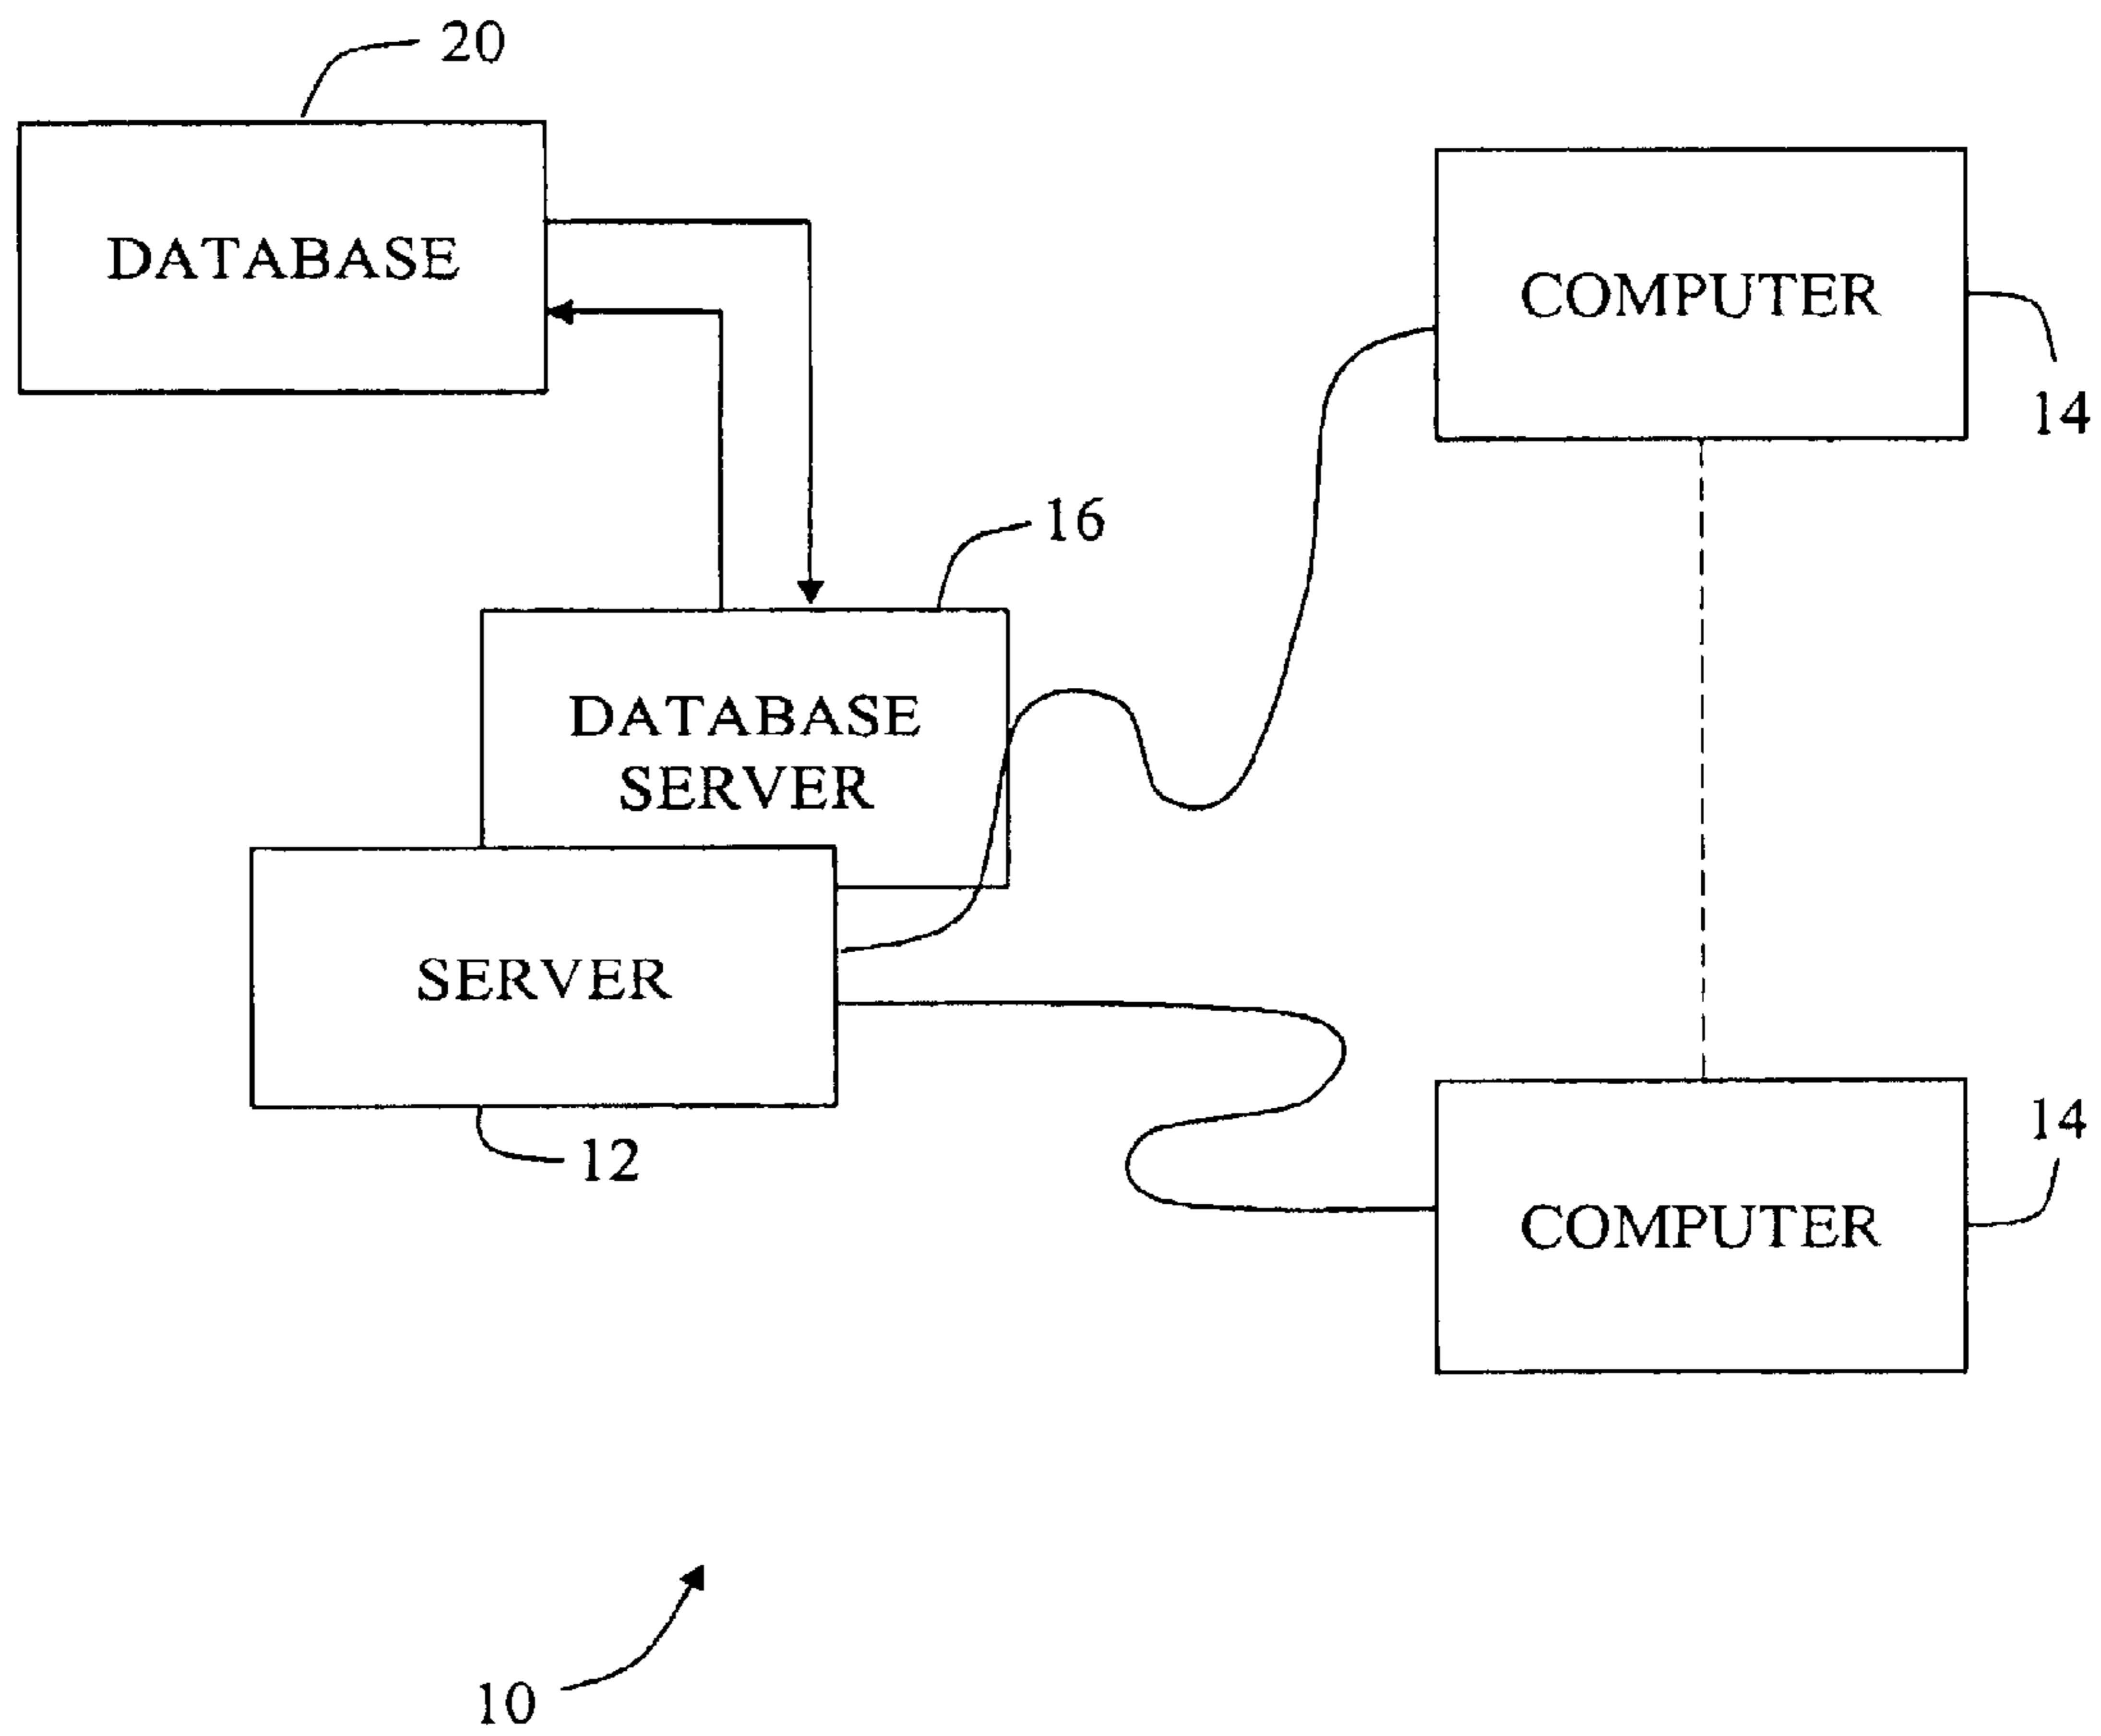 20
DATABASE
COMPUTER
14
16
DATABASE
SERVER
SERVER
12
14
COMPUTER
10